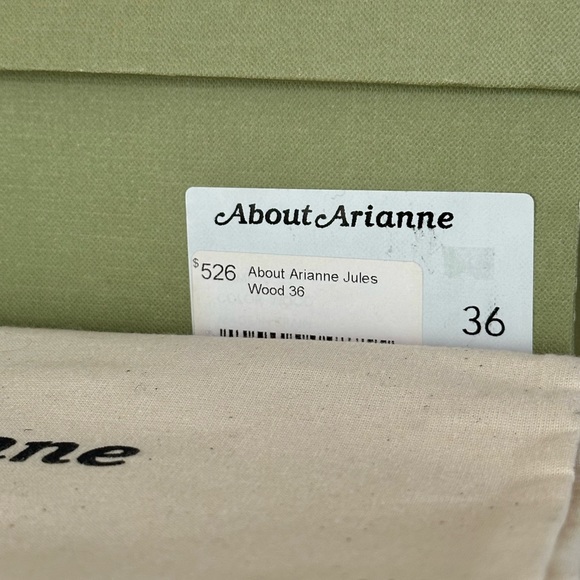 About Arianne
$526 About Arianne Jules
Wood 36
36
nne